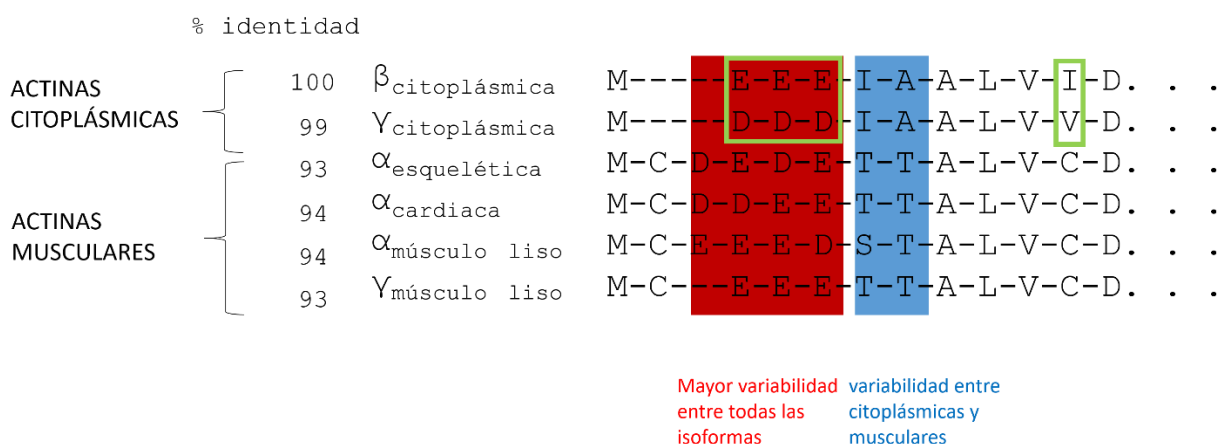 % identidad
ACTINAS
CITOPLÁSMICAS
100 βcitoplásmica M-----E-E-E-I-A-A-L-V-I-D. . .
99 γcitoplásmica M-----D-D-D-I-A-A-L-V-V-D. . .
ACTINAS
MUSCULARES
93 αesquelética M-C-D-E-D-E-T-T-A-L-V-C-D. . .
94 αcardiaca M-C-D-D-E-E-T-T-A-L-V-C-D. . .
94 αmúsculo liso M-C-E-E-E-D-S-T-A-L-V-C-D. . .
93 γmúsculo liso M-C---E-E-E-T-T-A-L-V-C-D. . .
Mayor variabilidad
entre todas las
isoformas
variabilidad entre
citoplásmicas y
musculares